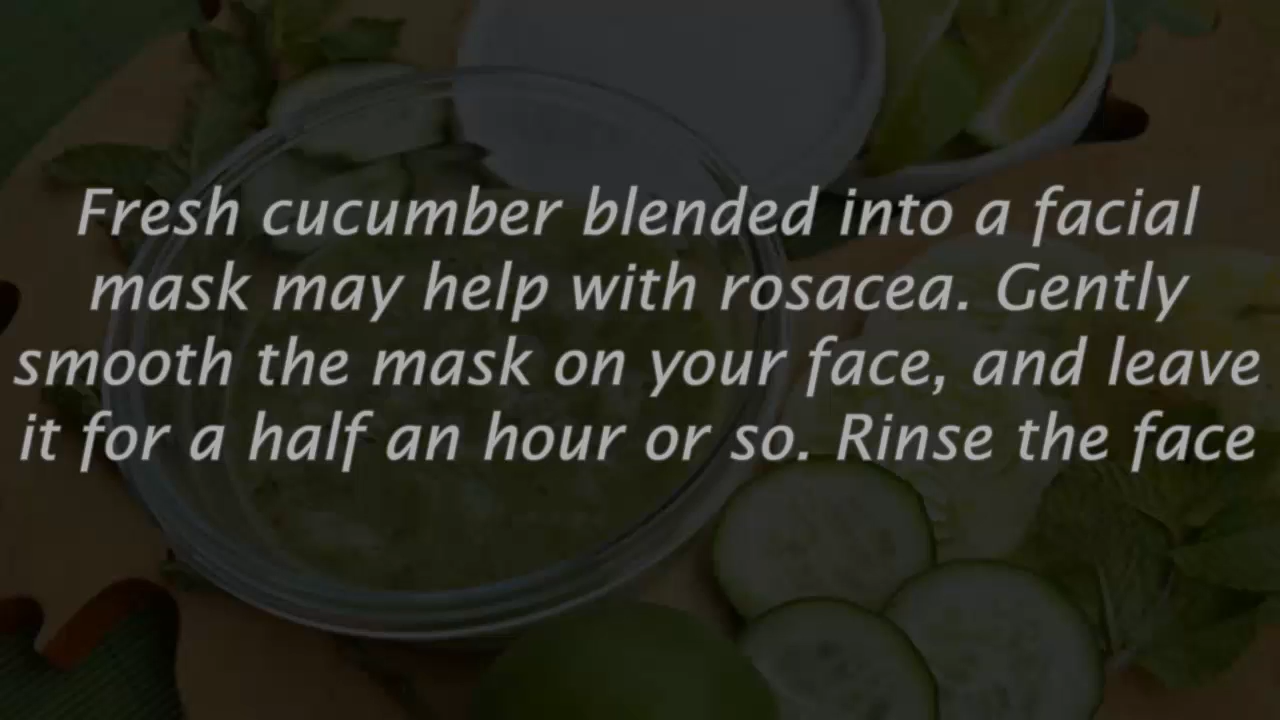 Fresh cucumber blended into a facial
mask may help with rosacea. Gently
smooth the mask on your face, and leave
it for a half an hour or so. Rinse the face